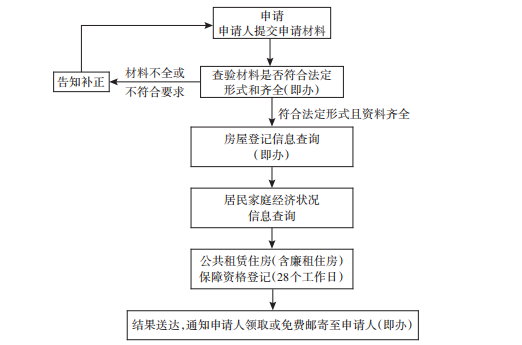 申请
申请人提交申请材料
告知补正
材料不全或
不符合要求
查验材料是否符合法定
形式和齐全(即办)
符合法定形式且资料齐全
房屋登记信息查询
(即办)
居民家庭经济状况
信息查询
公共租赁住房(含廉租住房)
保障资格登记(28个工作日)
结果送达,通知申请人领取或免费邮寄至申请人(即办)